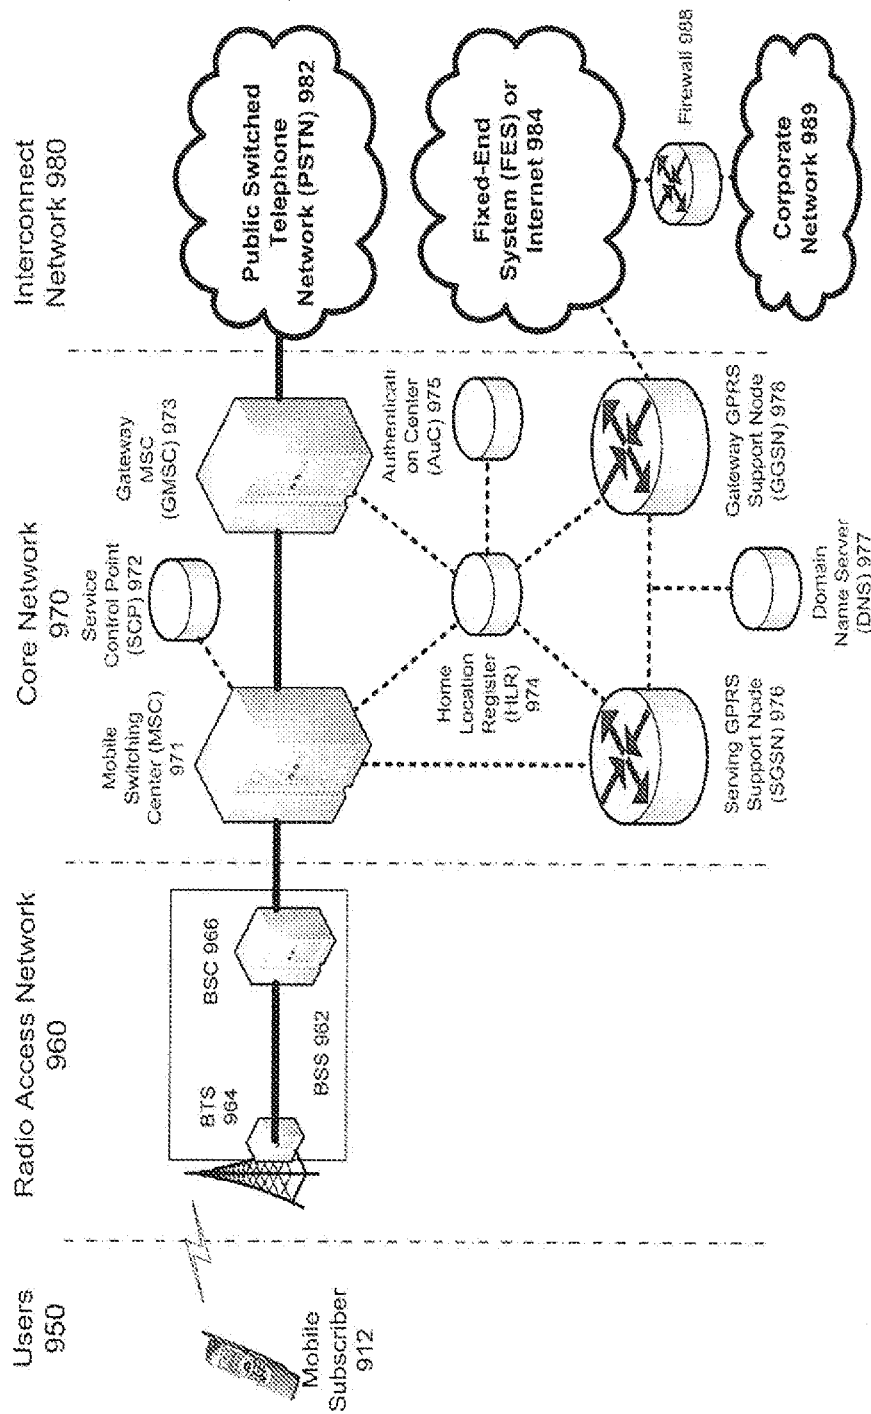 Users
950
Radio Access Network
960
Core Network
970
Interconnect
Network 980
Mobile
Subscriber
912
BTS
964
BSC 966
BSS 962
Mobile
Switching
Center (MSC)
971
Service
Control Point
(SCP) 972
Gateway
MSC
(GMSC) 973
Public Switched
Telephone
Network (PSTN) 982
Home
Location
Register
(HLR)
974
Authenticati
on Center
(AuC) 975
Fixed-End
System (FES) or
Internet 984
Firewall 988
Serving GPRS
Support Node
(SGSN) 976
Domain
Name Server
(DNS) 977
Gateway GPRS
Support Node
(GGSN) 978
Corporate
Network 989